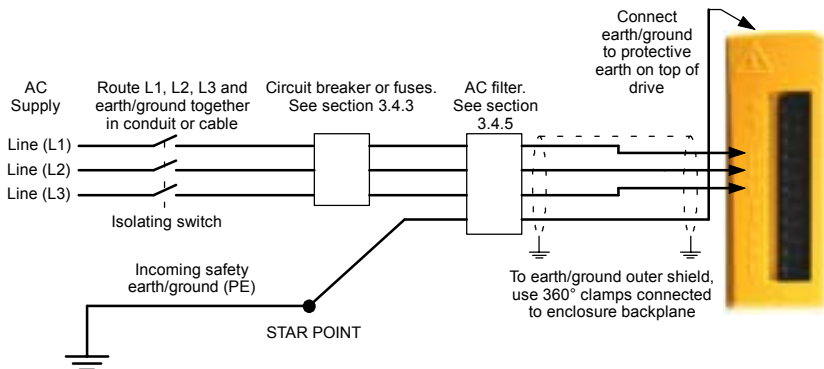 Connect
earth/ground
to protective
earth on top of
drive
AC
Supply
Route L1, L2, L3 and
earth/ground together
in conduit or cable
Circuit breaker or fuses.
See section 3.4.3
AC filter.
See section
3.4.5
Line (L1)
Line (L2)
Line (L3)
Isolating switch
Incoming safety
earth/ground (PE)
STAR POINT
To earth/ground outer shield,
use 360° clamps connected
to enclosure backplane